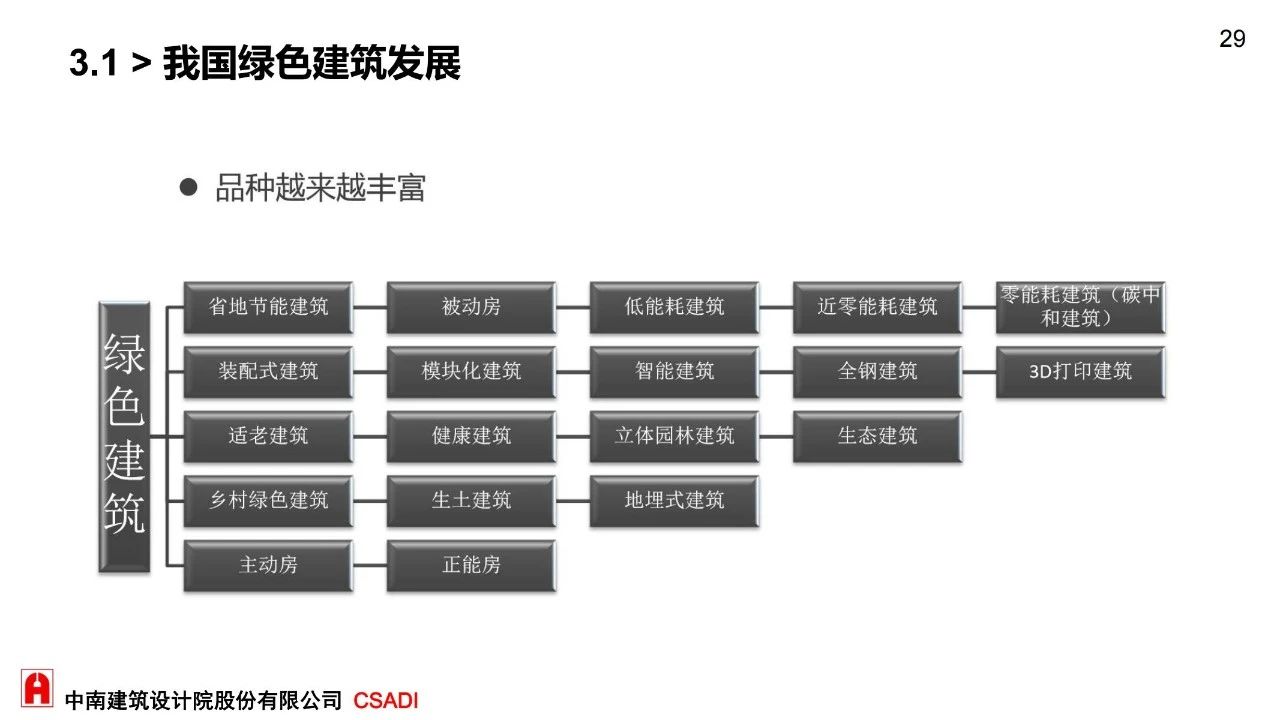 29
3.1 > 我国绿色建筑发展
● 品种越来越丰富
绿色建筑
省地节能建筑 被动房 低能耗建筑 近零能耗建筑 零能耗建筑（碳中
和建筑）
装配式建筑 模块化建筑 智能建筑 全钢建筑 3D打印建筑
适老建筑 健康建筑 立体园林建筑 生态建筑
乡村绿色建筑 生土建筑 地埋式建筑
主动房 正能房
中南建筑设计院股份有限公司 CSADI